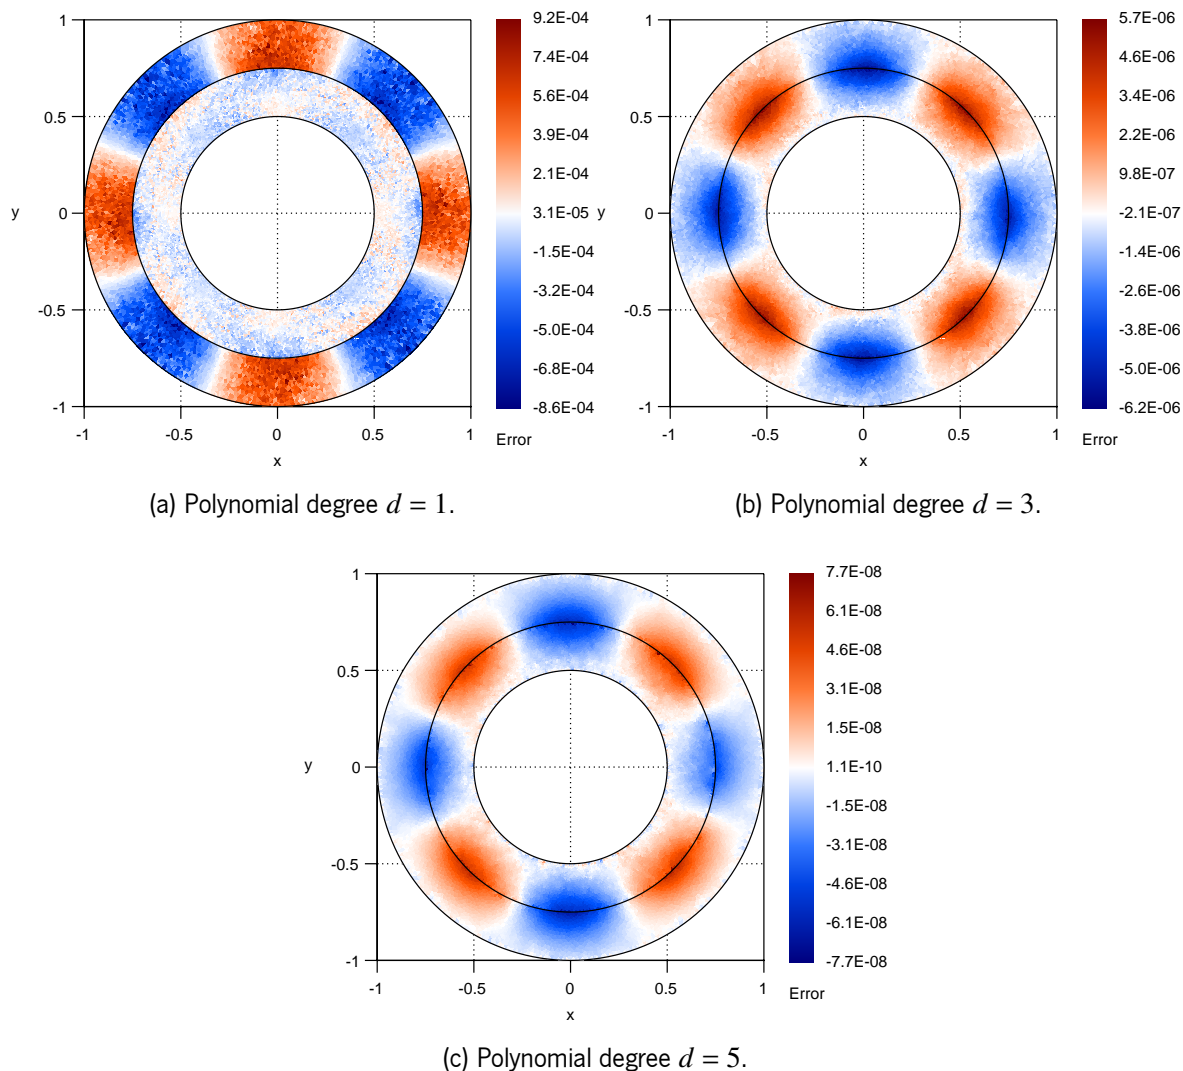 1
0.5
y
0
-0.5
-1
-1
-0.5
0
0.5
1
x
9.2E-04
7.4E-04
5.6E-04
3.9E-04
2.1E-04
3.1E-05
-1.5E-04
-3.2E-04
-5.0E-04
-6.8E-04
-8.6E-04
Error
(a) Polynomial degree d = 1.
1
0.5
y
0
-0.5
-1
-1
-0.5
0
0.5
1
x
5.7E-06
4.6E-06
3.4E-06
2.2E-06
9.8E-07
-2.1E-07
-1.4E-06
-2.6E-06
-3.8E-06
-5.0E-06
-6.2E-06
Error
(b) Polynomial degree d = 3.
1
0.5
y
0
-0.5
-1
-1
-0.5
0
0.5
1
x
7.7E-08
6.1E-08
4.6E-08
3.1E-08
1.5E-08
1.1E-10
-1.5E-08
-3.1E-08
-4.6E-08
-6.1E-08
-7.7E-08
Error
(c) Polynomial degree d = 5.